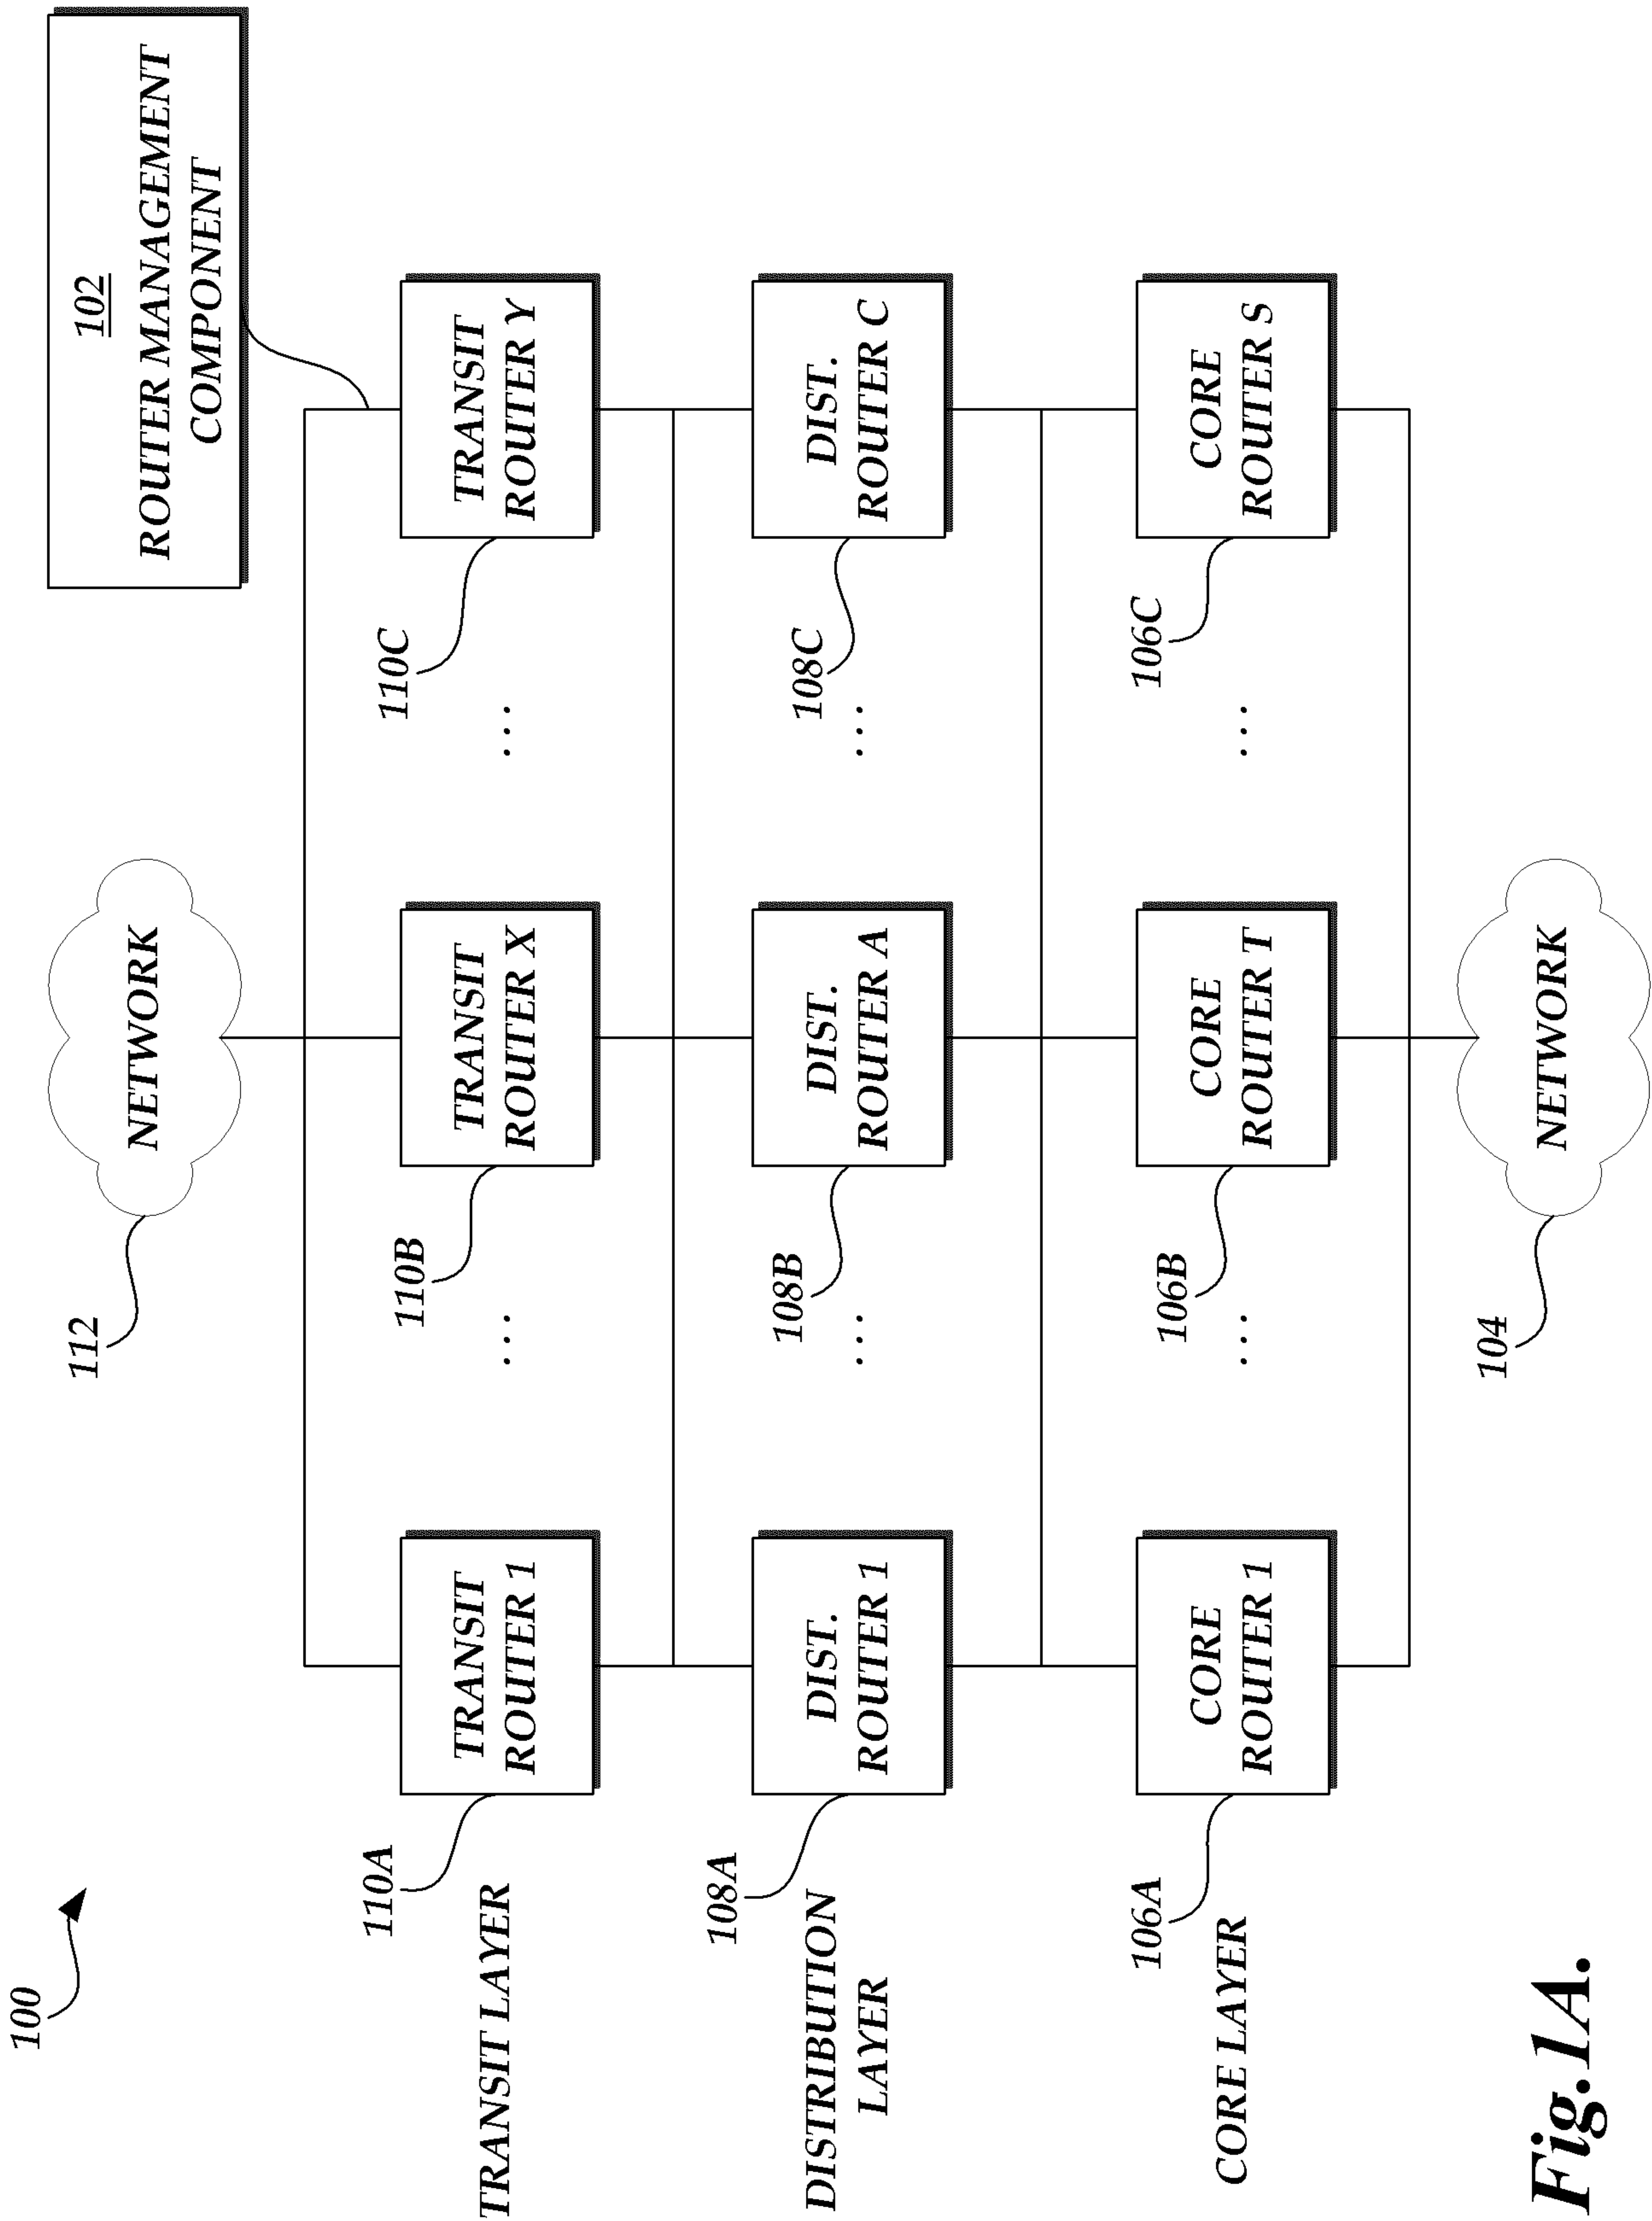 100
112
NETWORK
102
ROUTER MANAGEMENT
COMPONENT
110A
TRANSIT
ROUTER 1
110B
TRANSIT
ROUTER X
110C
TRANSIT
ROUTER Y
TRANSIT LAYER
...
...
108A
DIST.
ROUTER 1
108B
DIST.
ROUTER A
108C
DIST.
ROUTER C
DISTRIBUTION
LAYER
...
...
106A
CORE
ROUTER 1
106B
CORE
ROUTER T
106C
CORE
ROUTER S
CORE LAYER
...
...
104
NETWORK
Fig.1A.